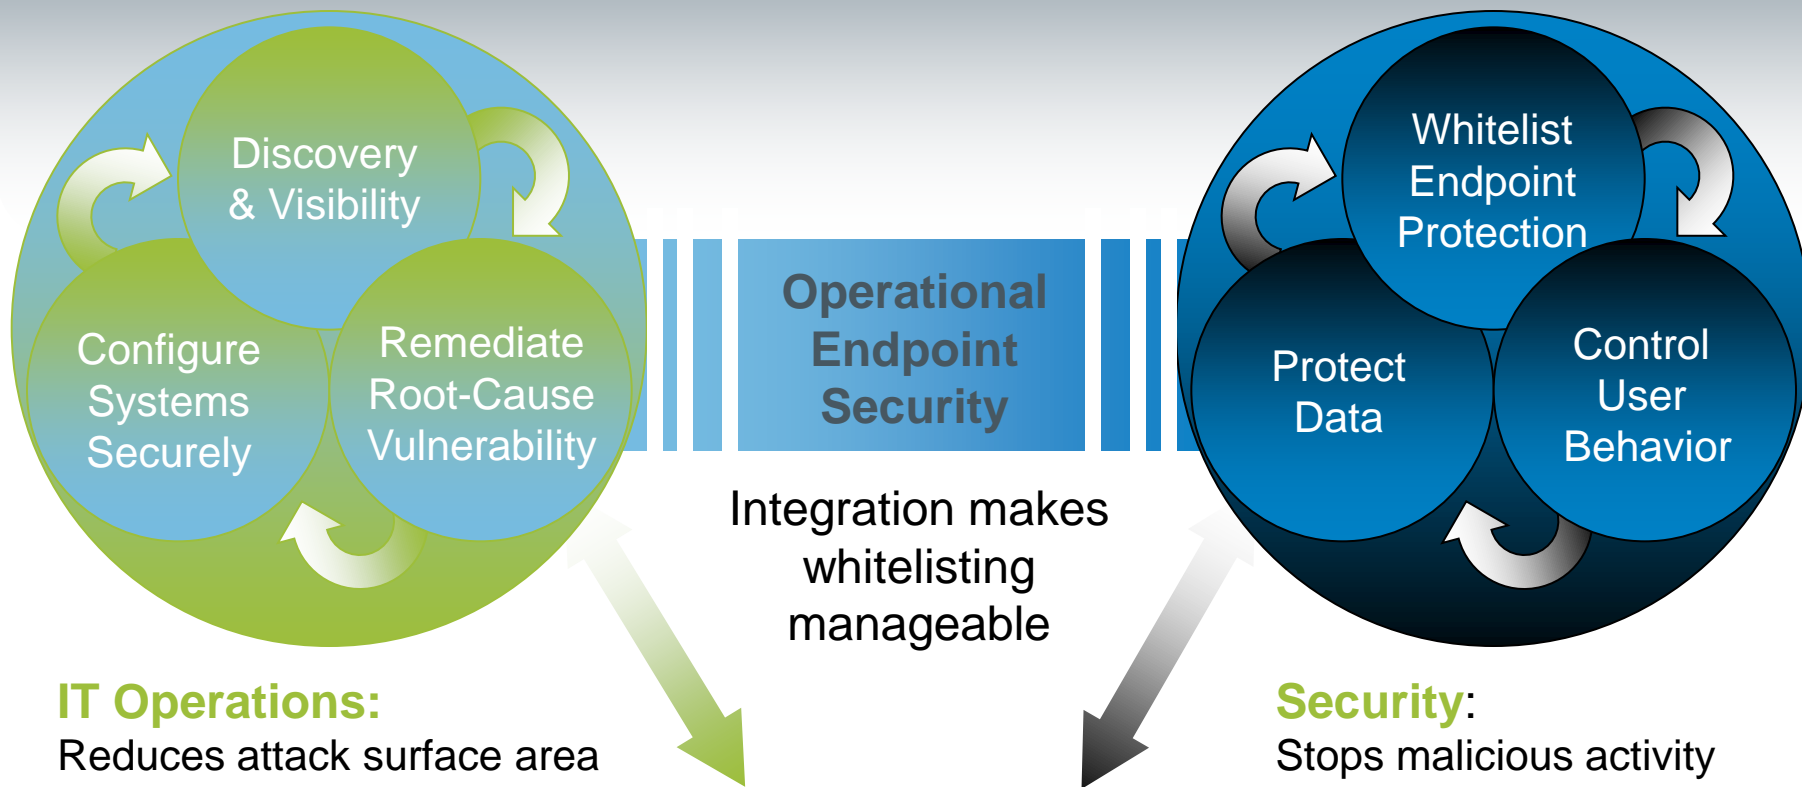 Discovery
& Visibility
Configure
Systems
Securely
Remediate
Root-Cause
Vulnerability
Operational
Endpoint
Security
Integration makes
whitelisting
manageable
Whitelist
Endpoint
Protection
Protect
Data
Control
User
Behavior
IT Operations:
Reduces attack surface area
Security:
Stops malicious activity